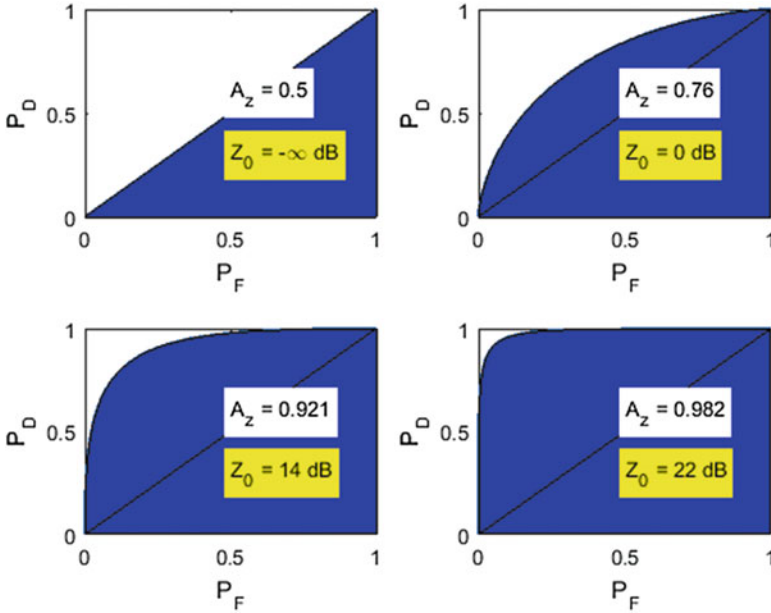 1
P_D
0.5
A_z = 0.5
Z_0 = -∞ dB
0
0 0.5 1
P_F
1
P_D
0.5
A_z = 0.76
Z_0 = 0 dB
0
0 0.5 1
P_F
1
P_D
0.5
A_z = 0.921
Z_0 = 14 dB
0
0 0.5 1
P_F
1
P_D
0.5
A_z = 0.982
Z_0 = 22 dB
0
0 0.5 1
P_F